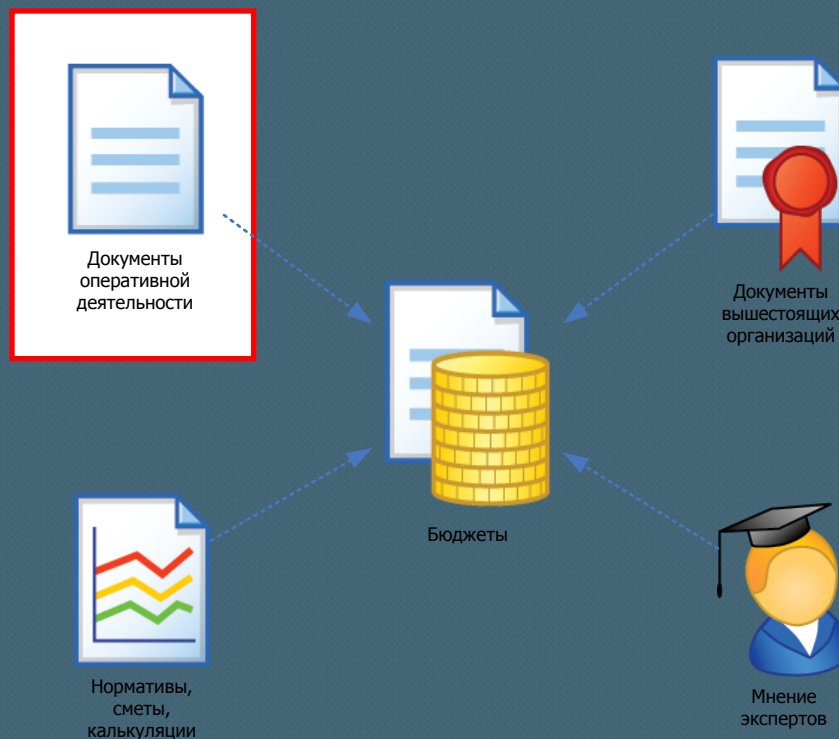 Документы
оперативной
деятельности
Документы
вышестоящих
организаций
Бюджеты
Нормативы,
сметы,
калькуляции
Мнение
экспертов